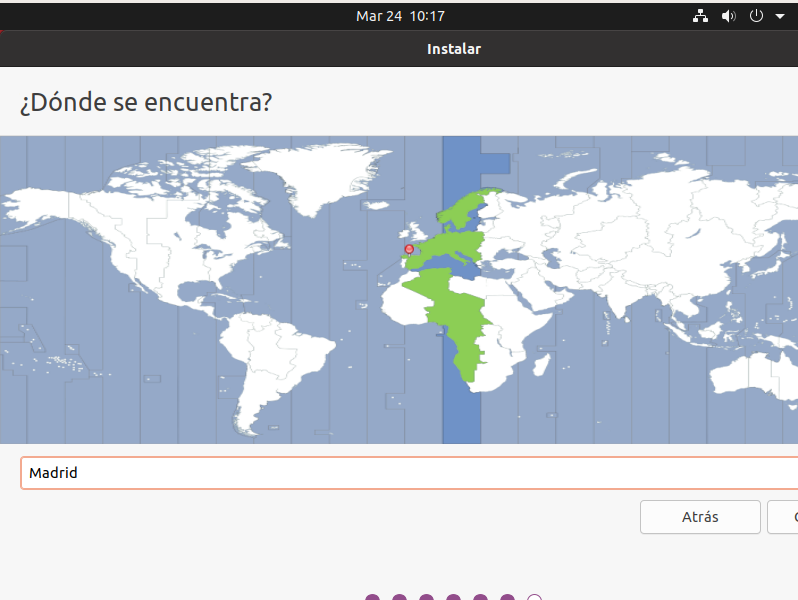 Mar 24 10:17
Instalar
¿Dónde se encuentra?
Madrid
Atrás